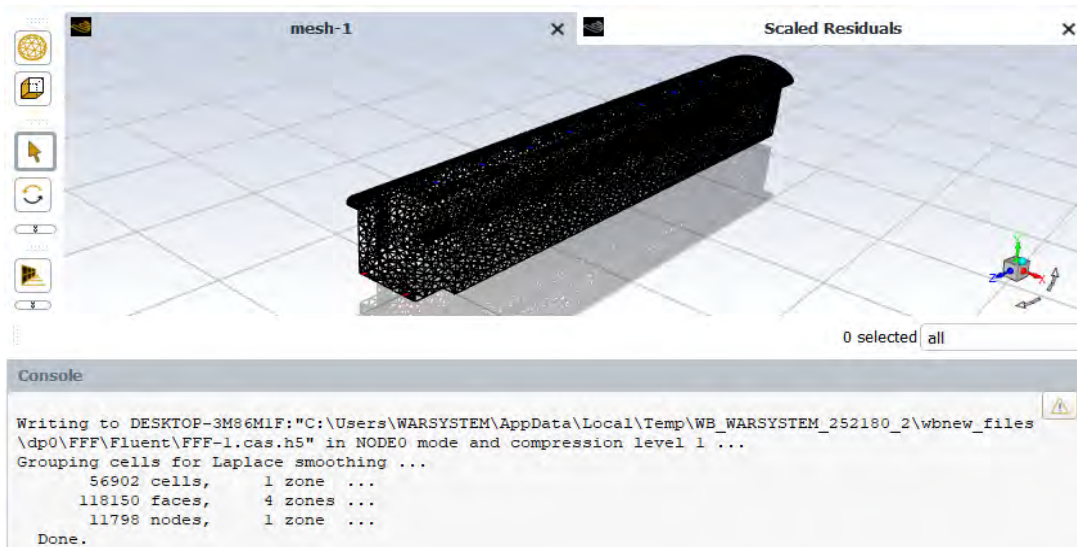 mesh-1
Scaled Residuals
0 selected all
Console
Writing to DESKTOP-3M86M1F:"C:\Users\WARSYSTEM\AppData\Local\Temp\WB_WARSYSTEM_252180_2\wbnew_files
\dp0\FFF\Fluent\FFF-1.cas.h5" in NODE0 mode and compression level 1 ...
Grouping cells for Laplace smoothing ...
56902 cells, 1 zone ...
118150 faces, 4 zones ...
11798 nodes, 1 zone ...
Done.